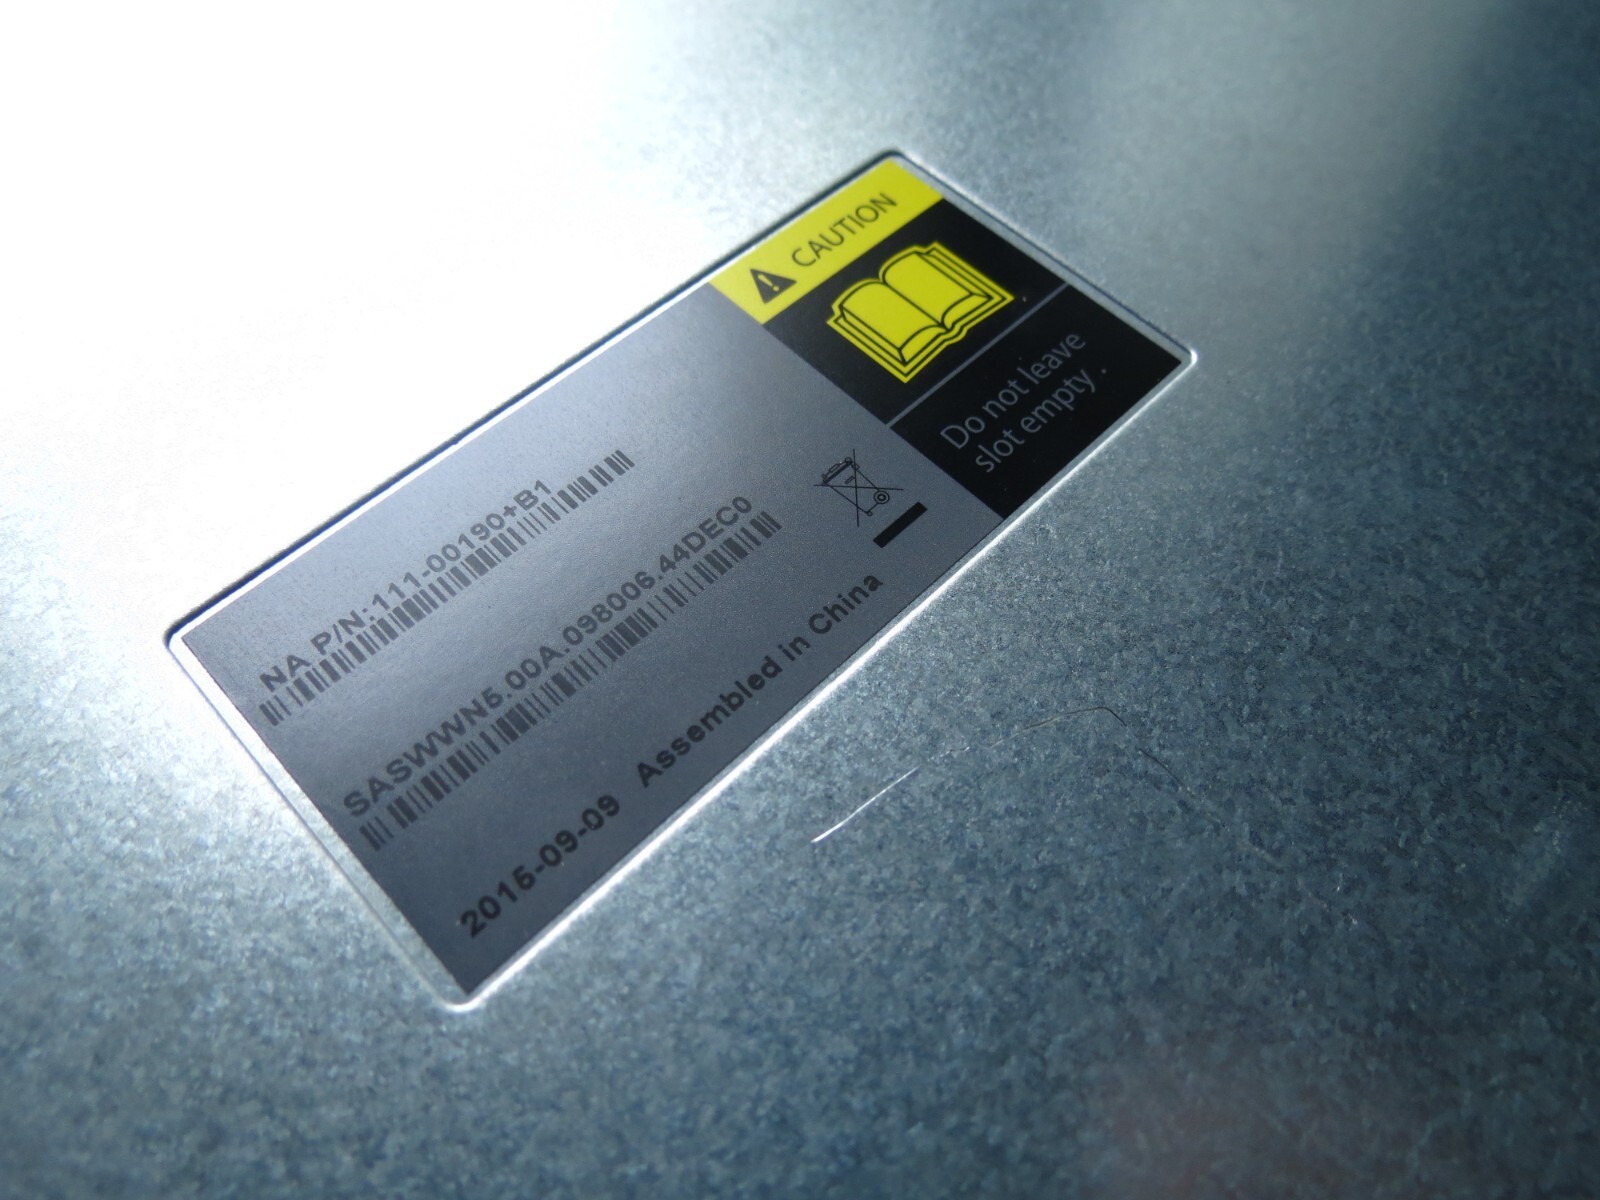 CAUTION
Do not leave
slot empty.
NA P/N:111-00190+B1
SASWWN5.00A.098006.44DEC0
2015-09-09 Assembled in China